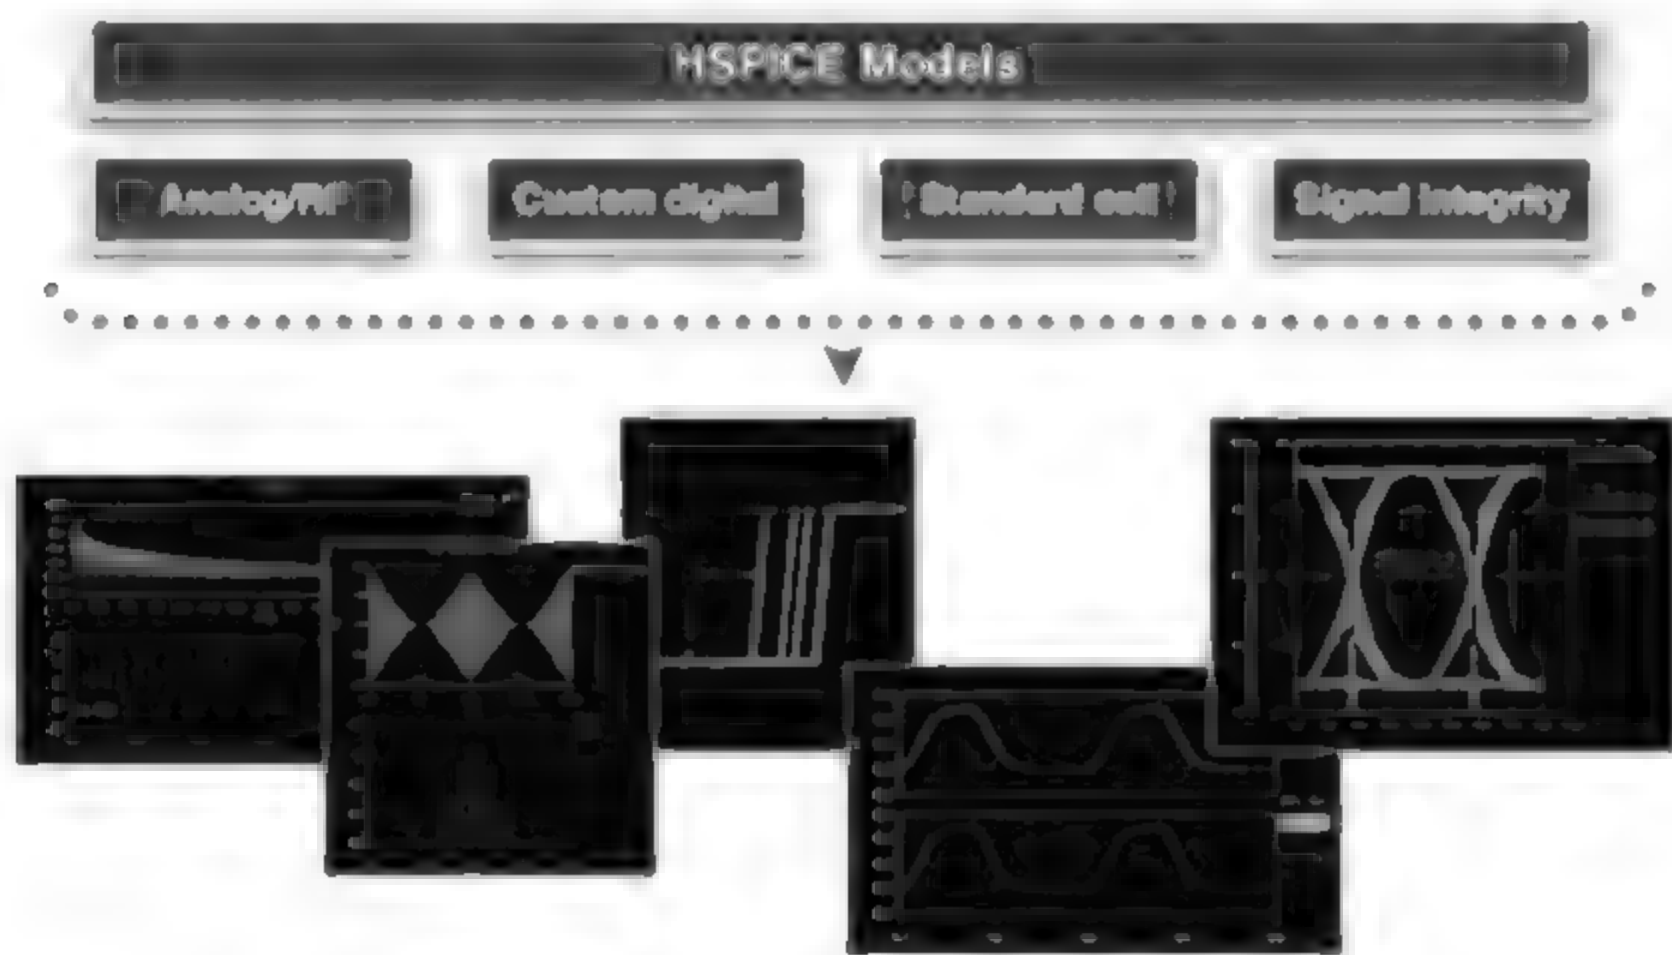 HSPICE Models
Analog/RF Custom digital Standard cell Signal integrity